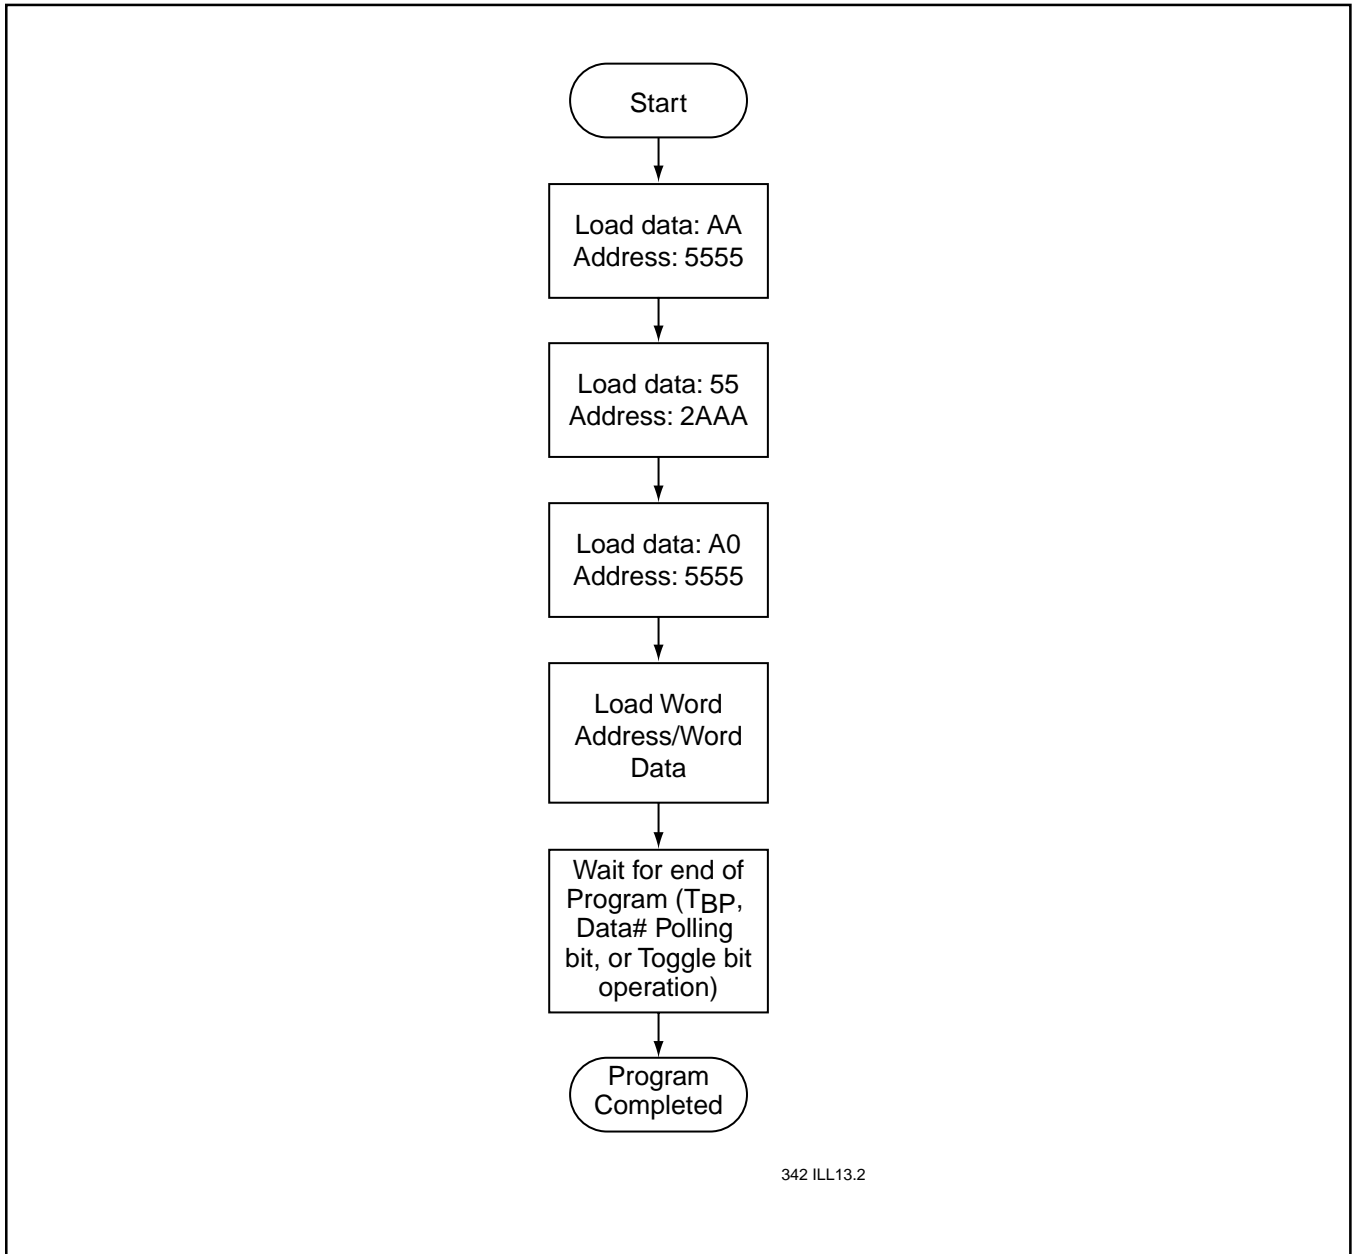 Start
Load data: AA
Address: 5555
Load data: 55
Address: 2AAA
Load data: A0
Address: 5555
Load Word
Address/Word
Data
Wait for end of
Program (TBP,
Data# Polling
bit, or Toggle bit
operation)
Program
Completed
342 ILL13.2